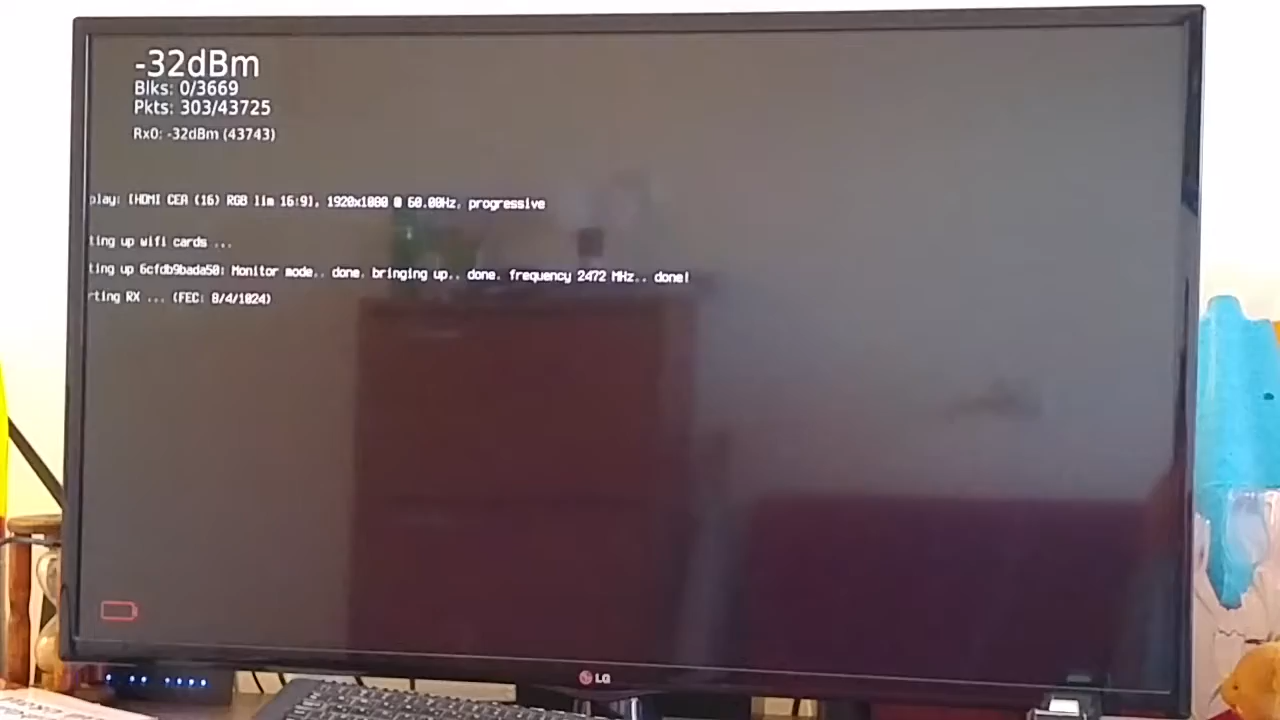 -32dBm
Blks: 0/3669
Pkts: 303/43725
Rx0: -32dBm (43743)
play: [HDMI CEA (16) RGB lim 16:9], 1920x1080 @ 60.00Hz, progressive
ting up wifi cards ...
ting up 6cfdb9bada50: Monitor mode.. done. bringing up.. done. frequency 2472 MHz.. done!
rting RX ... (FEC: 8/4/1024)
LG